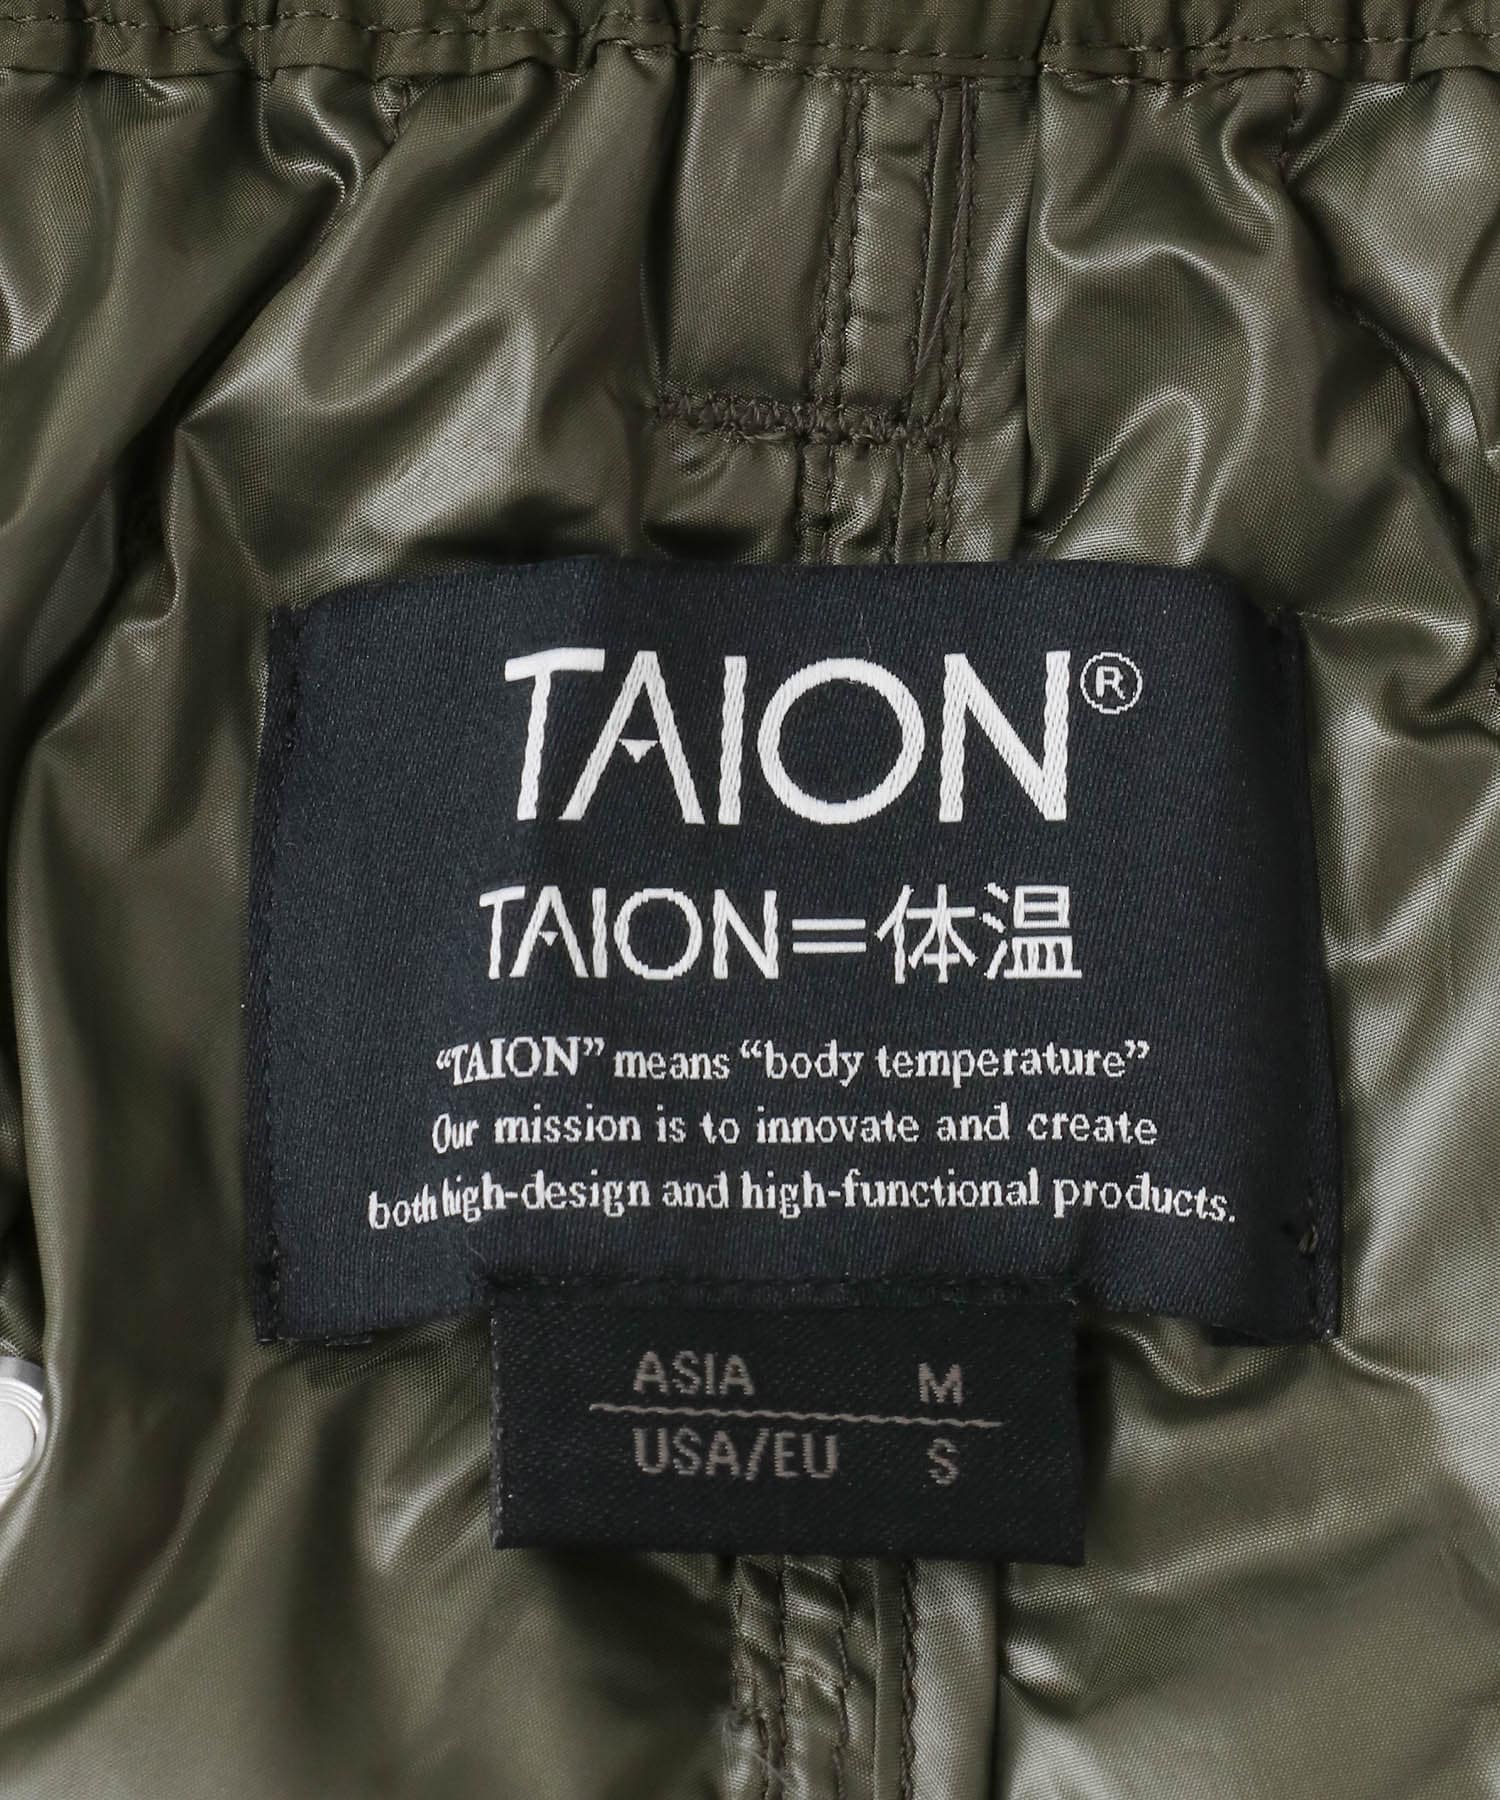 TAION®
TAION=体温
“TAION” means “body temperature”
Our mission is to innovate and create
both high-design and high-functional products.
ASIA M
USA/EU S